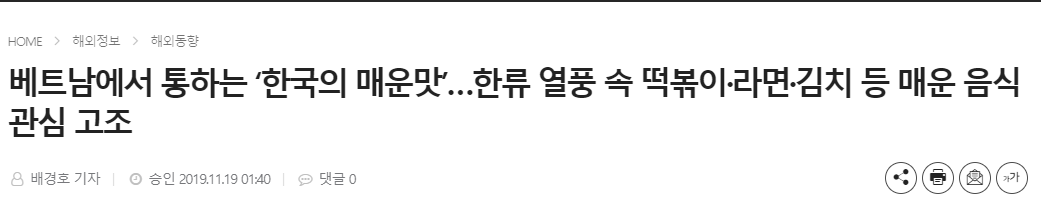 HOME > 해외정보 > 해외동향
베트남에서 통하는 ‘한국의 매운맛’…한류 열풍 속 떡볶이·라면·김치 등 매운 음식
관심 고조
배경호 기자 승인 2019.11.19 01:40 댓글 0
가가